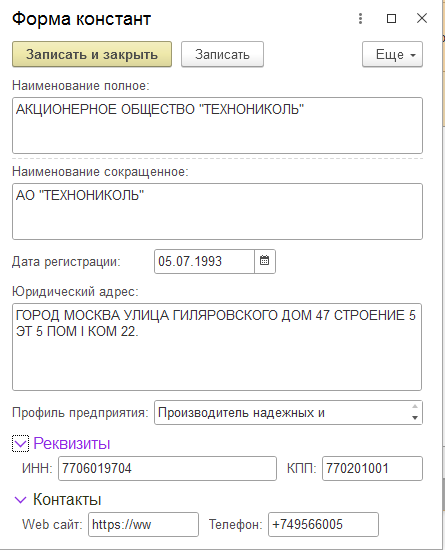 Форма констант
Записать и закрыть
Записать
Еще
Наименование полное:
АКЦИОНЕРНОЕ ОБЩЕСТВО "ТЕХНОНИКОЛЬ"
Наименование сокращенное:
АО "ТЕХНОНИКОЛЬ"
Дата регистрации: 05.07.1993
Юридический адрес:
ГОРОД МОСКВА УЛИЦА ГИЛЯРОВСКОГО ДОМ 47 СТРОЕНИЕ 5
ЭТ 5 ПОМ I КОМ 22.
Профиль предприятия: Производитель надежных и
Реквизиты
ИНН: 7706019704 КПП: 770201001
Контакты
Web сайт: https://ww Телефон: +749566005